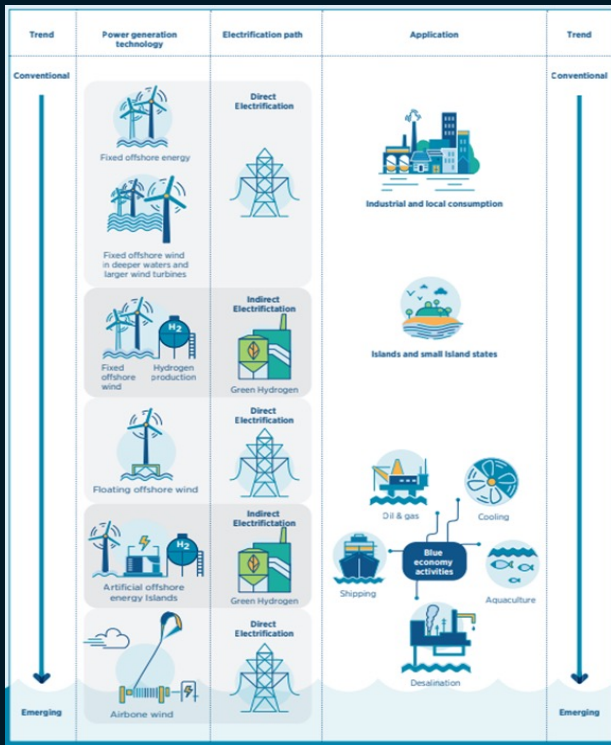 Trend
Power generation
technology
Electrification path
Application
Trend
Conventional
Conventional
Direct
Electrification
Fixed offshore energy
Fixed offshore wind
in deeper waters and
larger wind turbines
Industrial and local consumption
Indirect
Electrifictation
H2
Fixed
offshore
wind
Hydrogen
production
Green Hydrogen
Islands and small Island states
Direct
Electrification
Floating offshore wind
Oil & gas
Cooling
Indirect
Electrifictation
H2
Artificial offshore
energy Islands
Green Hydrogen
Blue
economy
activities
Shipping
Aquaculture
Direct
Electrification
Desalination
Airbone wind
Emerging
Emerging